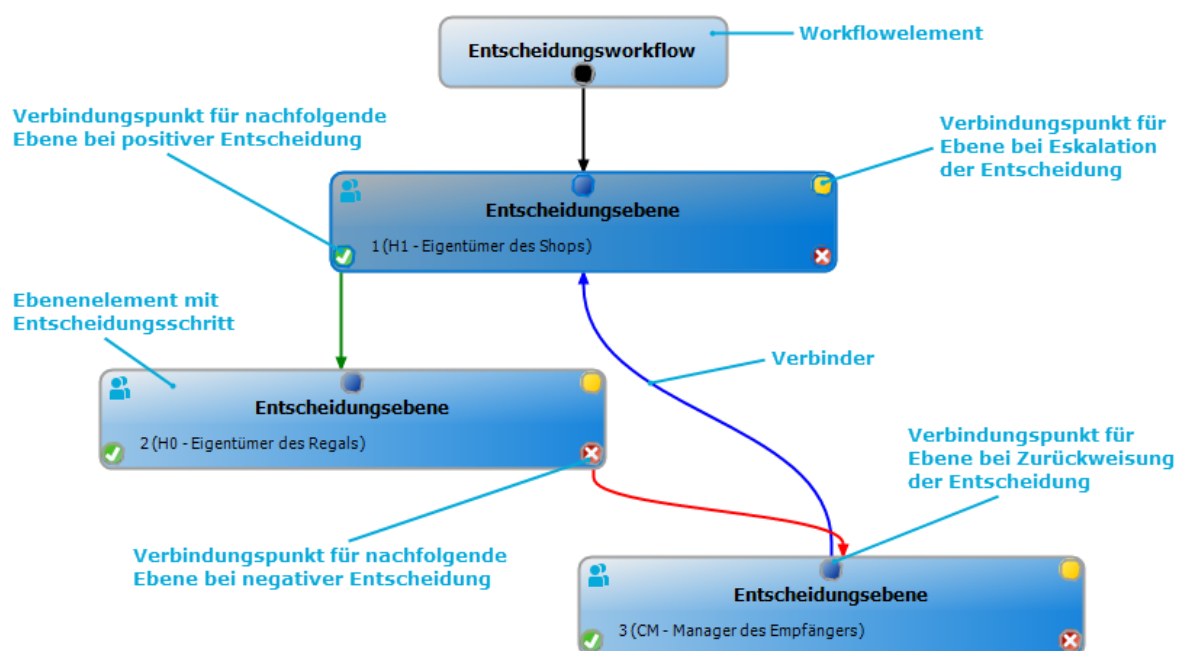 Entscheidungsworkflow
Workflowelement
Verbindungspunkt für nachfolgende
Ebene bei positiver Entscheidung
Verbindungspunkt für
Ebene bei Eskalation
der Entscheidung
Entscheidungsebene
1 (H1 - Eigentümer des Shops)
Ebenenelement mit
Entscheidungsschritt
Verbinder
Entscheidungsebene
2 (H0 - Eigentümer des Regals)
Verbindungspunkt für
Ebene bei Zurückweisung
der Entscheidung
Verbindungspunkt für nachfolgende
Ebene bei negativer Entscheidung
Entscheidungsebene
3 (CM - Manager des Empfängers)